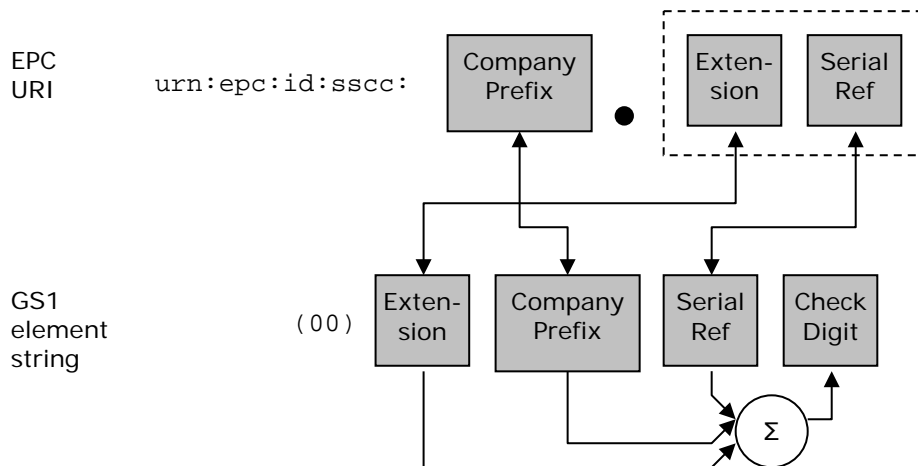 EPC
URI
urn:epc:id:sscc:
Company
Prefix
●
Exten-
sion
Serial
Ref
GS1
element
string
(00)
Exten-
sion
Company
Prefix
Serial
Ref
Check
Digit
Σ